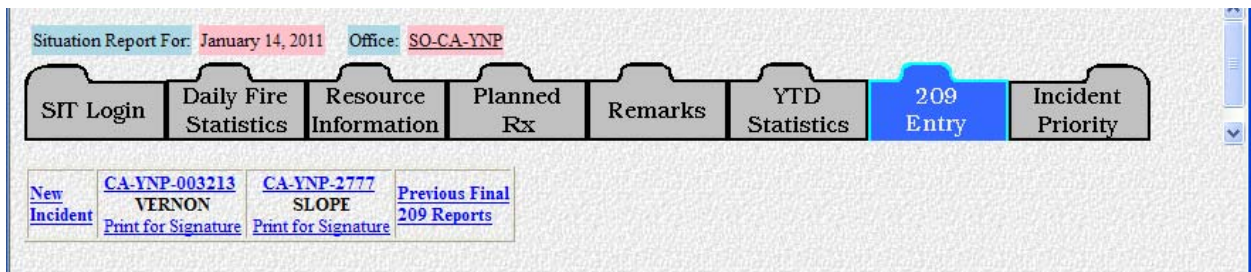 Situation Report For: January 14, 2011 Office: SO-CA-YNP
SIT Login
Daily Fire
Statistics
Resource
Information
Planned
Rx
Remarks
YTD
Statistics
209
Entry
Incident
Priority
New
Incident
CA-YNP-003213
VERNON
Print for Signature
CA-YNP-2777
SLOPE
Print for Signature
Previous Final
209 Reports